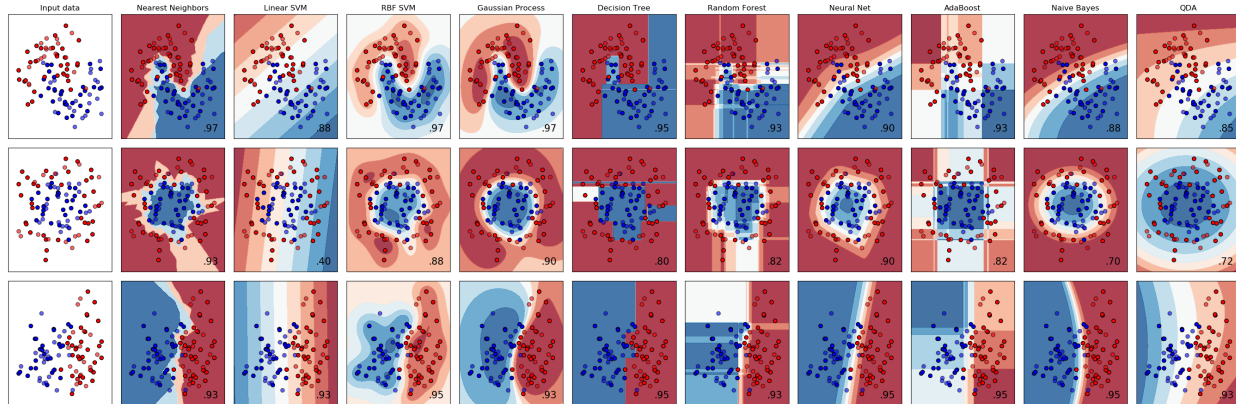 Input data Nearest Neighbors Linear SVM RBF SVM Gaussian Process Decision Tree Random Forest Neural Net AdaBoost Naive Bayes QDA
.97 .88 .97 .97 .95 .93 .90 .93 .88 .85
.93 .40 .88 .90 .80 .82 .90 .82 .70 .72
.93 .93 .95 .93 .95 .93 .95 .95 .95 .93